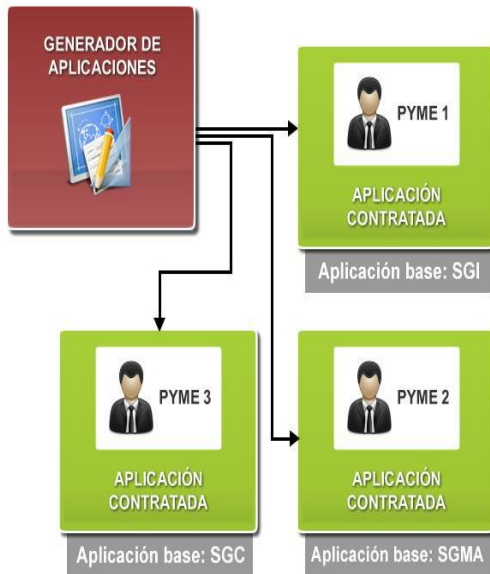 GENERADOR DE
APLICACIONES
PYME 1
APLICACIÓN
CONTRATADA
Aplicación base: SGI
PYME 3
APLICACIÓN
CONTRATADA
Aplicación base: SGC
PYME 2
APLICACIÓN
CONTRATADA
Aplicación base: SGMA